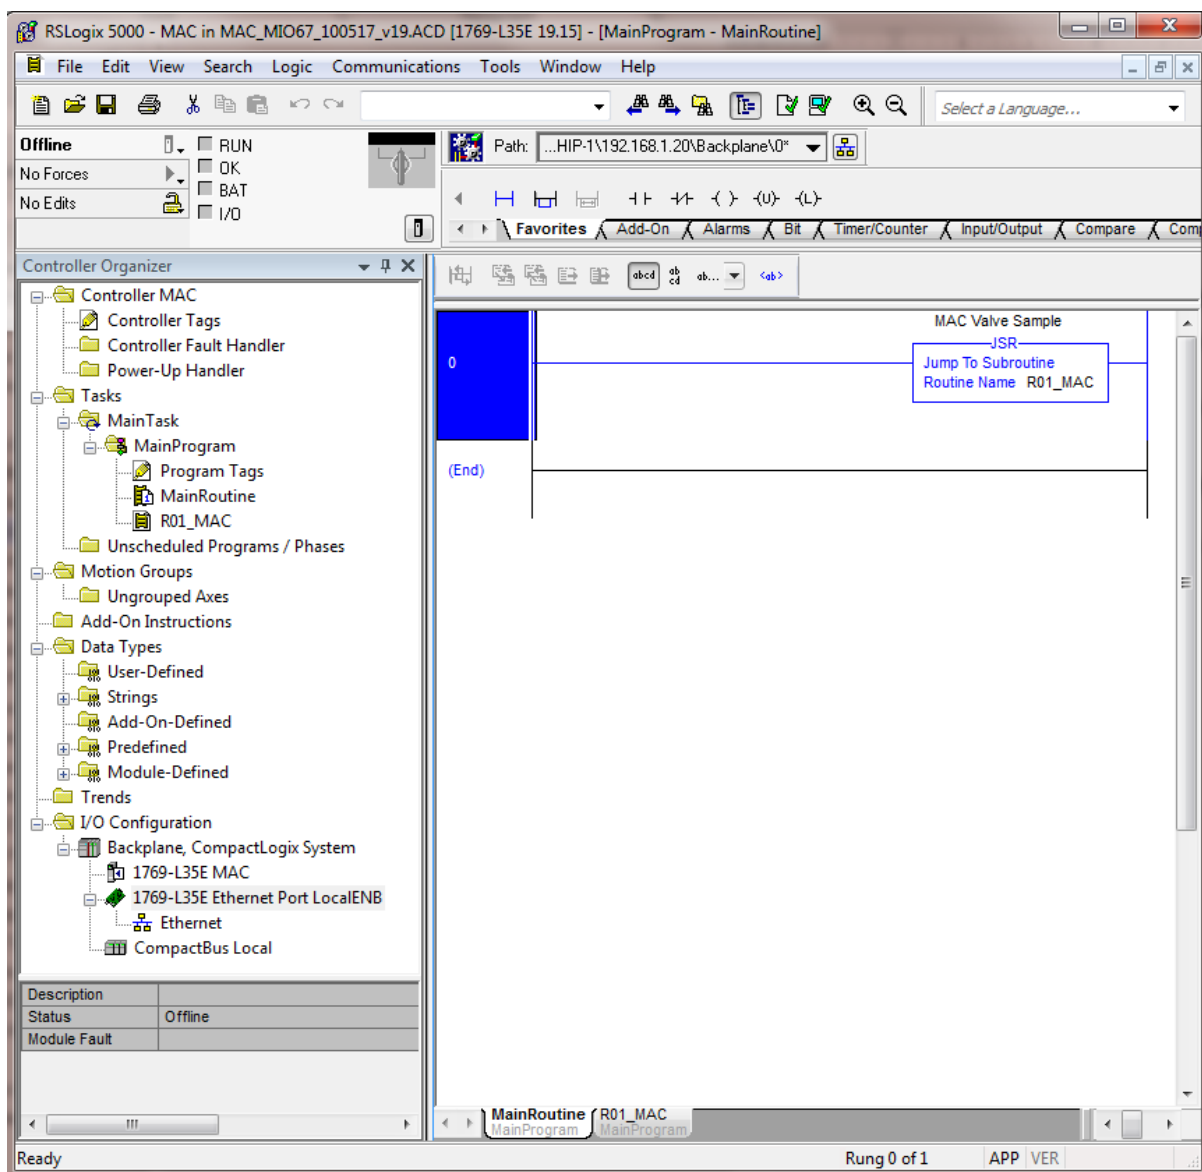 RSLogix 5000 - MAC in MAC_MIO67_100517_v19.ACD [1769-L35E 19.15] - [MainProgram - MainRoutine]
File Edit View Search Logic Communications Tools Window Help
Select a Language...
Offline
RUN
No Forces
OK
BAT
No Edits
I/O
Path: ...HIP-1\192.168.1.20\Backplane\0*
Favorites Add-On Alarms Bit Timer/Counter Input/Output Compare Com
Controller Organizer
Controller MAC
Controller Tags
Controller Fault Handler
Power-Up Handler
Tasks
MainTask
MainProgram
Program Tags
MainRoutine
R01_MAC
Unscheduled Programs / Phases
Motion Groups
Ungrouped Axes
Add-On Instructions
Data Types
User-Defined
Strings
Add-On-Defined
Predefined
Module-Defined
Trends
I/O Configuration
Backplane, CompactLogix System
1769-L35E MAC
1769-L35E Ethernet Port LocalENB
Ethernet
CompactBus Local
Description
Status Offline
Module Fault
abcd ab cd ab... <ab>
MAC Valve Sample
JSR
0
Jump To Subroutine
Routine Name R01_MAC
(End)
MainRoutine R01_MAC
MainProgram MainProgram
Ready
Rung 0 of 1 APP VER